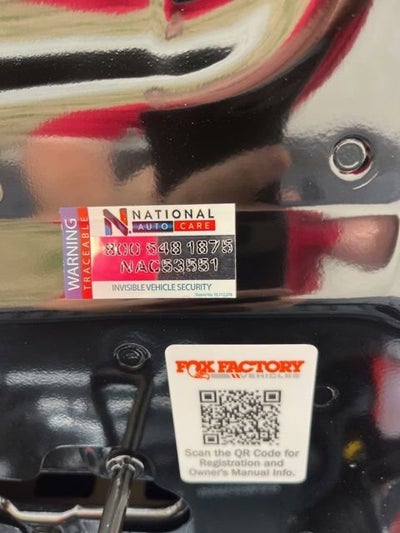 WARNING
TRACEABLE
N NATIONAL
AUTO CARE
800 548 1875
NAC53551
INVISIBLE VEHICLE SECURITY
FOX FACTORY
VEHICLES
Scan the QR Code for
Registration and
Owner's Manual Info.